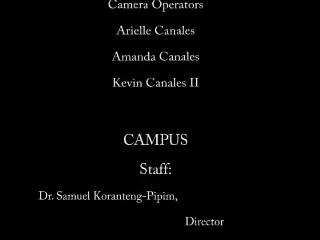 Camera Operators
Arielle Canales
Amanda Canales
Kevin Canales II
CAMPUS
Staff:
Dr. Samuel Koranteng-Pipim,
Director